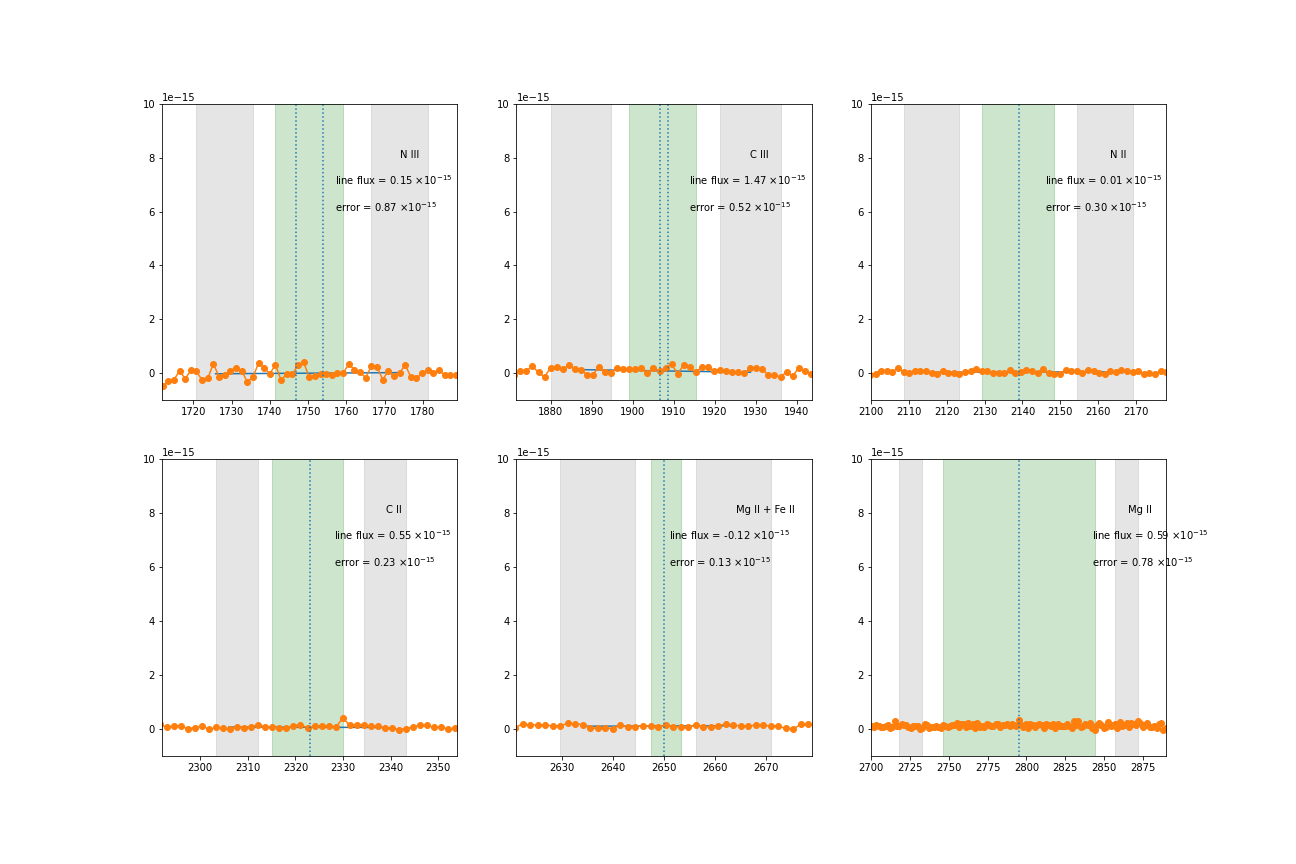 1e−15
10
8
6
4
2
0
N III
line flux = 0.15 ×10⁻¹⁵
error = 0.87 ×10⁻¹⁵
1720 1730 1740 1750 1760 1770 1780
1e−15
10
8
6
4
2
0
C III
line flux = 1.47 ×10⁻¹⁵
error = 0.52 ×10⁻¹⁵
1880 1890 1900 1910 1920 1930 1940
1e−15
10
8
6
4
2
0
N II
line flux = 0.01 ×10⁻¹⁵
error = 0.30 ×10⁻¹⁵
2100 2110 2120 2130 2140 2150 2160 2170
1e−15
10
8
6
4
2
0
C II
line flux = 0.55 ×10⁻¹⁵
error = 0.23 ×10⁻¹⁵
2300 2310 2320 2330 2340 2350
1e−15
10
8
6
4
2
0
Mg II + Fe II
line flux = -0.12 ×10⁻¹⁵
error = 0.13 ×10⁻¹⁵
2630 2640 2650 2660 2670
1e−15
10
8
6
4
2
0
Mg II
line flux = 0.59 ×10⁻¹⁵
error = 0.78 ×10⁻¹⁵
2700 2725 2750 2775 2800 2825 2850 2875